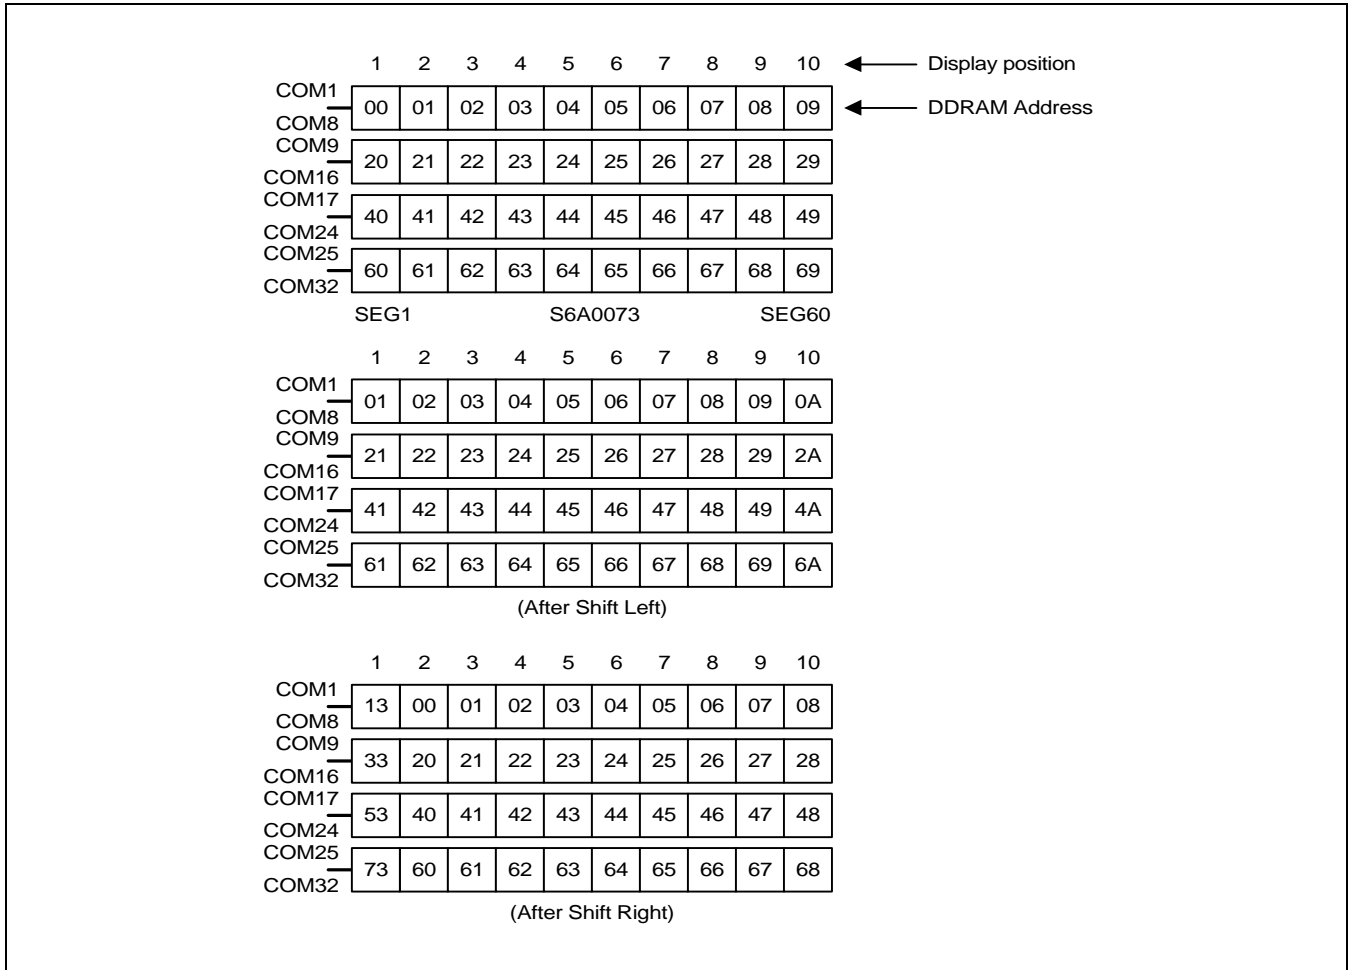 1 2 3 4 5 6 7 8 9 10 Display position
COM1
00 01 02 03 04 05 06 07 08 09 DDRAM Address
COM8
COM9
20 21 22 23 24 25 26 27 28 29
COM16
COM17
40 41 42 43 44 45 46 47 48 49
COM24
COM25
60 61 62 63 64 65 66 67 68 69
COM32
SEG1 S6A0073 SEG60
1 2 3 4 5 6 7 8 9 10
COM1
01 02 03 04 05 06 07 08 09 0A
COM8
COM9
21 22 23 24 25 26 27 28 29 2A
COM16
COM17
41 42 43 44 45 46 47 48 49 4A
COM24
COM25
61 62 63 64 65 66 67 68 69 6A
COM32
(After Shift Left)
1 2 3 4 5 6 7 8 9 10
COM1
13 00 01 02 03 04 05 06 07 08
COM8
COM9
33 20 21 22 23 24 25 26 27 28
COM16
COM17
53 40 41 42 43 44 45 46 47 48
COM24
COM25
73 60 61 62 63 64 65 66 67 68
COM32
(After Shift Right)